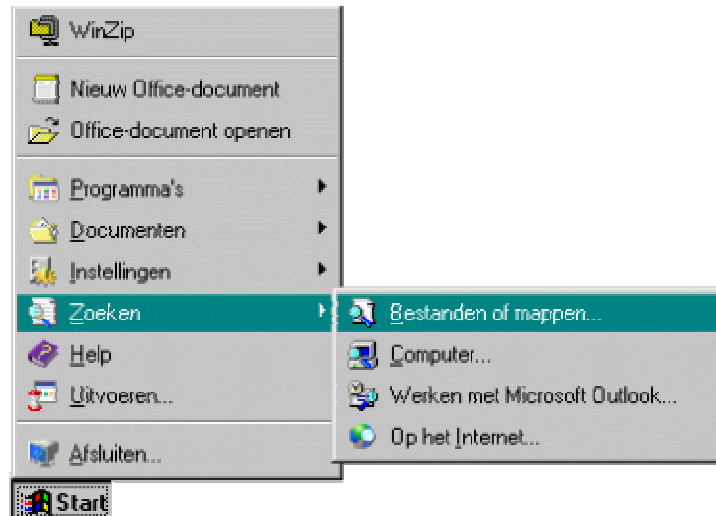 WinZip
Nieuw Office-document
Office-document openen
Programma's
Documenten
Instellingen
Zoeken
Bestanden of mappen...
Help
Computer...
Uitvoeren...
Werken met Microsoft Outlook...
Op het Internet...
Afsluiten...
Start